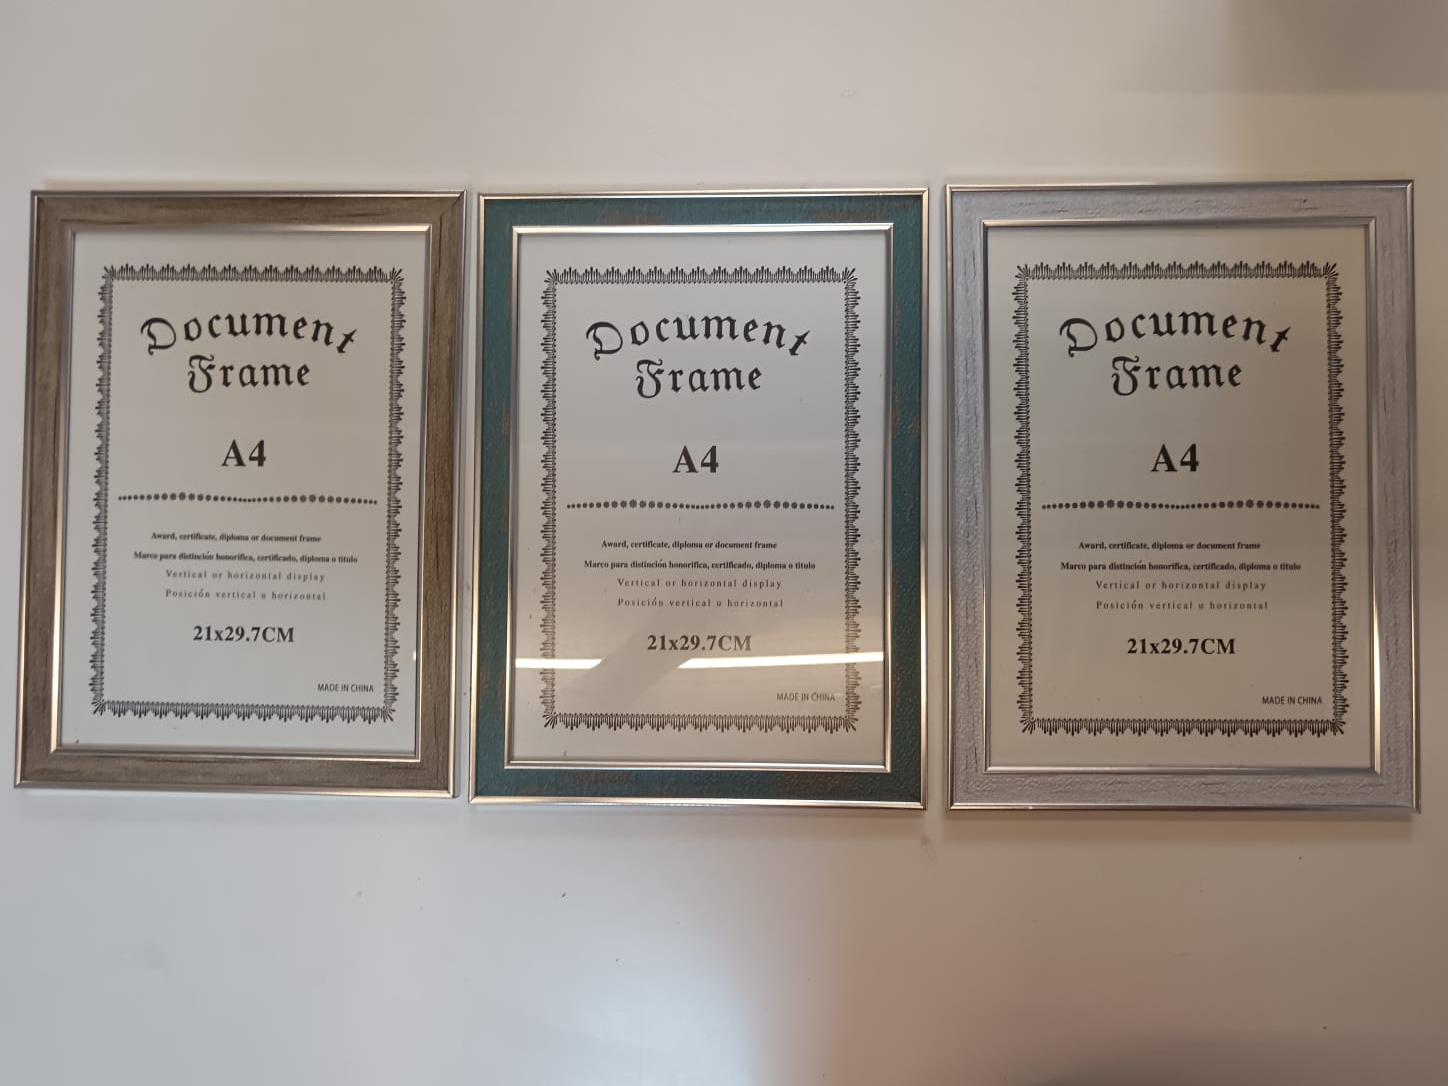 Document
Frame
A4
Award, certificate, diploma or document frame
Marco para distinción honorifica, certificado, diploma o titulo
Vertical or horizontal display
Posición vertical u horizontal
21x29.7CM
MADE IN CHINA
Document
Frame
A4
Award, certificate, diploma or document frame
Marco para distinción honorifica, certificado, diploma o titulo
Vertical or horizontal display
Posición vertical u horizontal
21x29.7CM
MADE IN CHINA
Document
Frame
A4
Award, certificate, diploma or document frame
Marco para distinción honorifica, certificado, diploma o titulo
Vertical or horizontal display
Posición vertical u horizontal
21x29.7CM
MADE IN CHINA